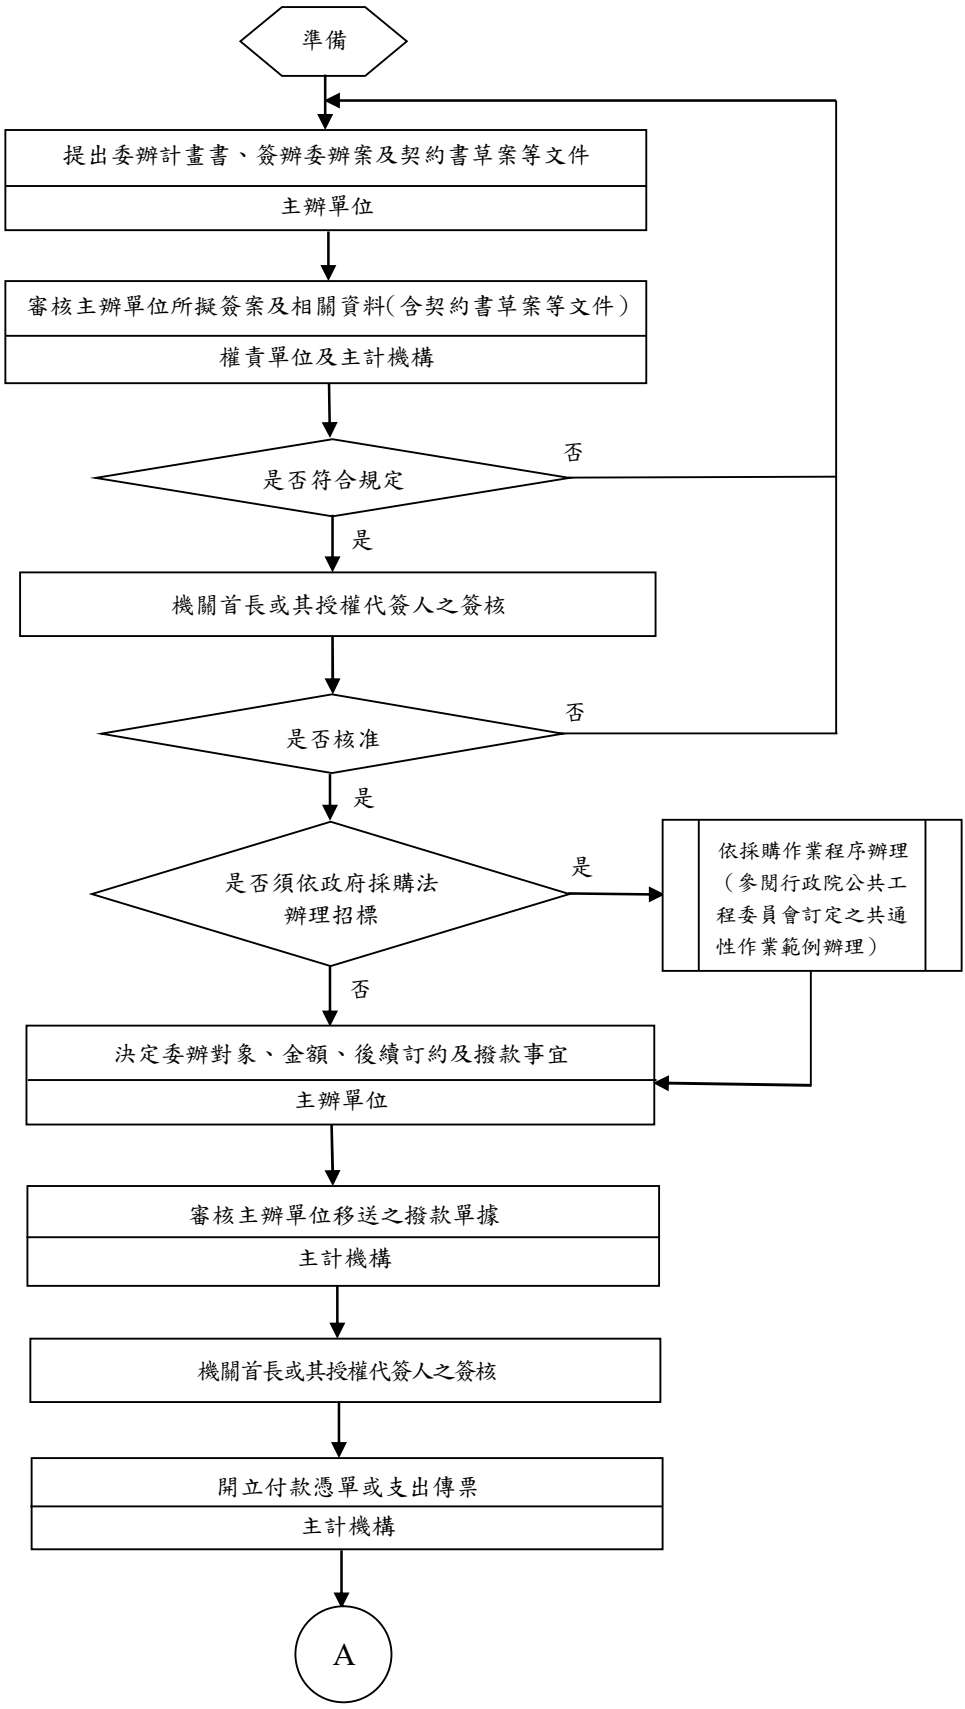 準備
提出委辦計畫書、簽辦委辦案及契約書草案等文件
主辦單位
審核主辦單位所擬簽案及相關資料(含契約書草案等文件)
權責單位及主計機構
是否符合規定
否
是
機關首長或其授權代簽人之簽核
是否核准
否
是
是否須依政府採購法
辦理招標
是
依採購作業程序辦理
(參閱行政院公共工
程委員會訂定之共通
性作業範例辦理)
否
決定委辦對象、金額、後續訂約及撥款事宜
主辦單位
審核主辦單位移送之撥款單據
主計機構
機關首長或其授權代簽人之簽核
開立付款憑單或支出傳票
主計機構
A